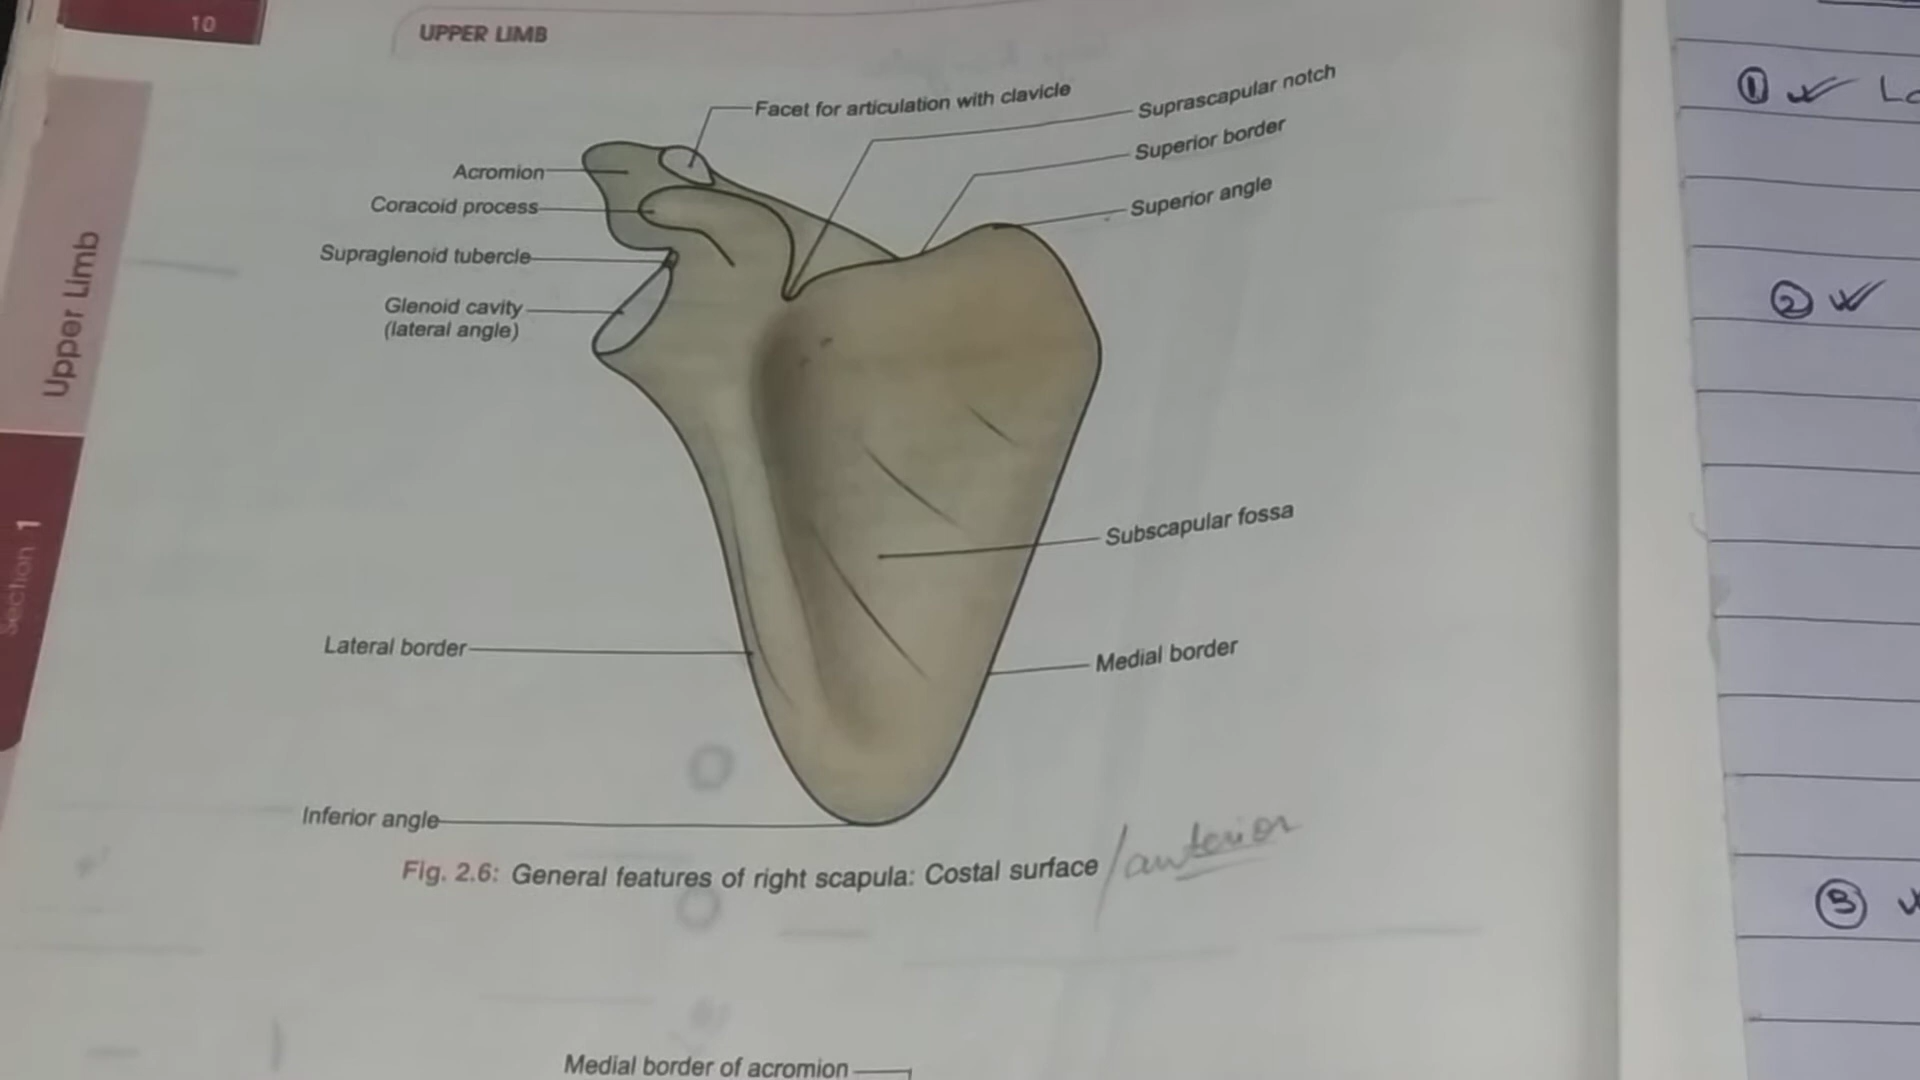 10
UPPER LIMB
Facet for articulation with clavicle
Suprascapular notch
Superior border
Superior angle
Acromion
Coracoid process
Supraglenoid tubercle
Glenoid cavity
(lateral angle)
Subscapular fossa
Lateral border
Medial border
Inferior angle
Fig. 2.6: General features of right scapula: Costal surface /anterior
Medial border of acromion
Upper Limb
Section 1
1
2
3